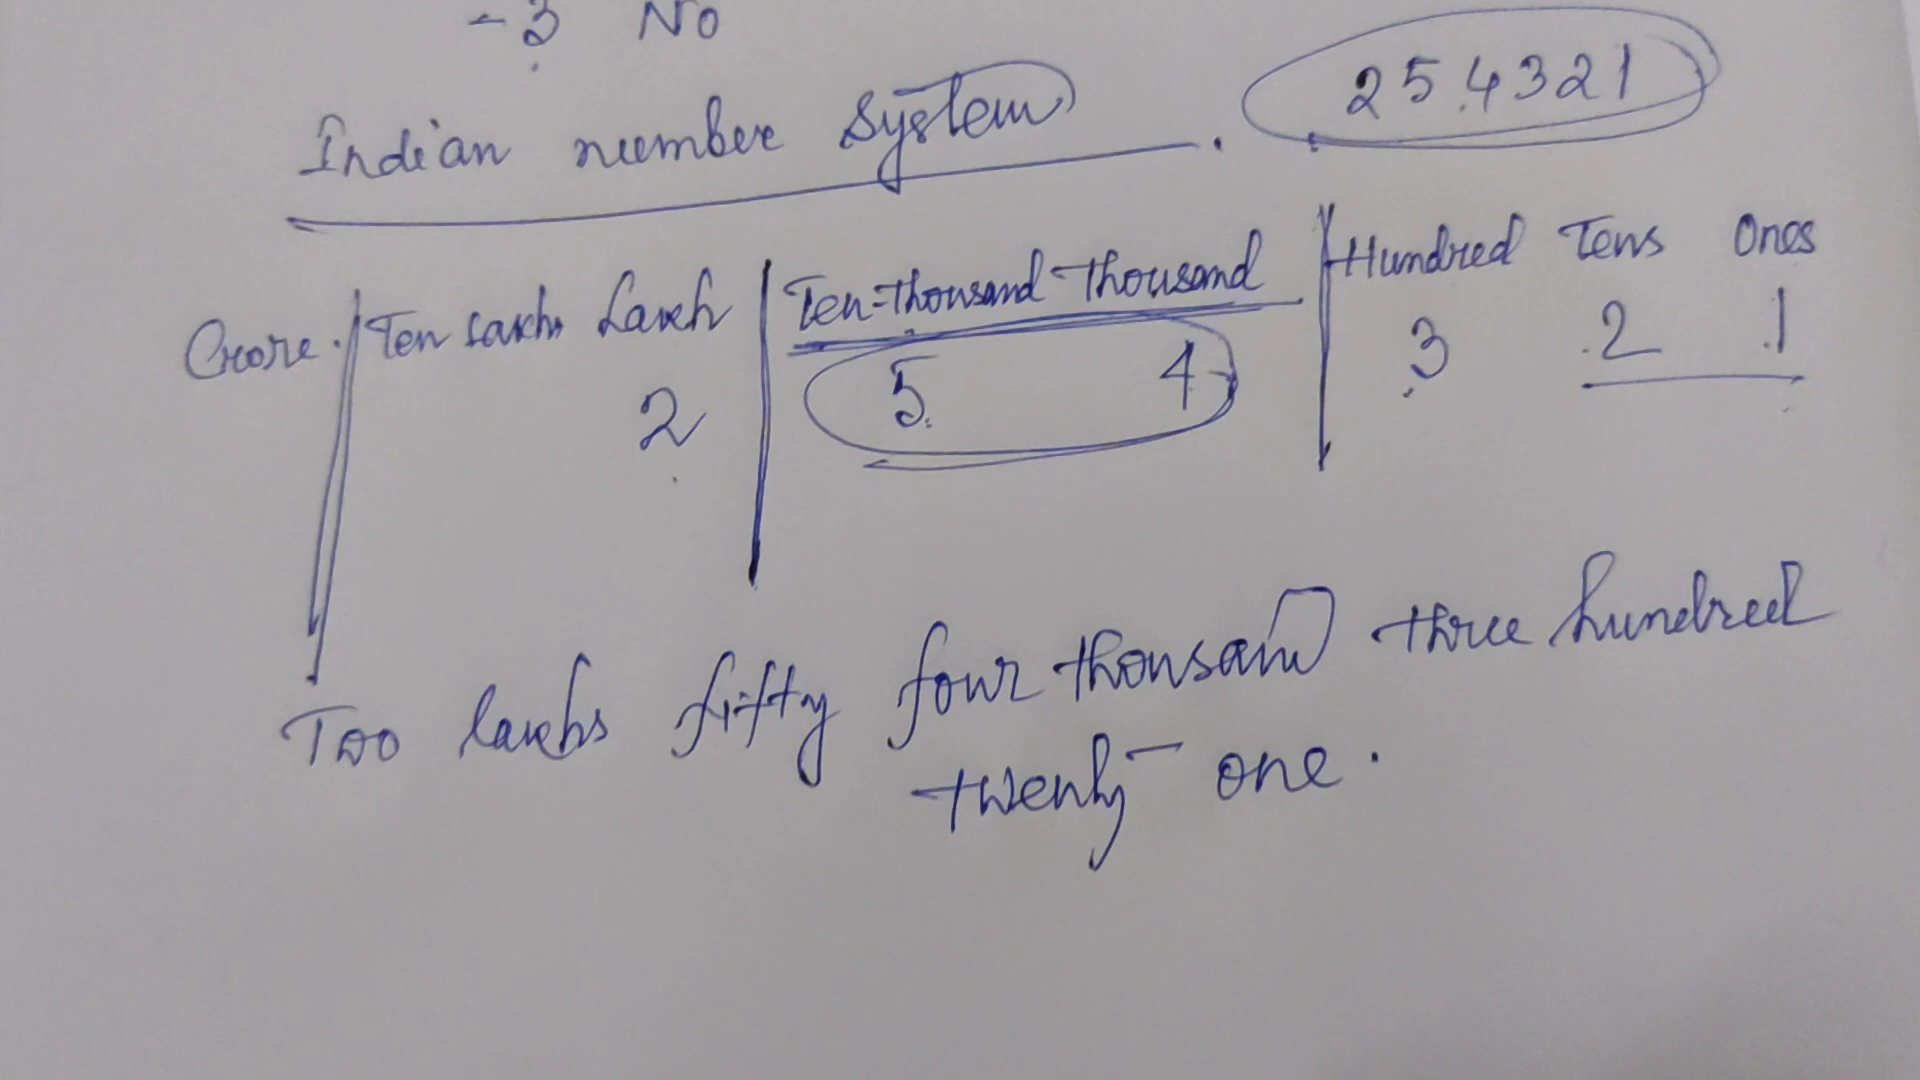 -3 No
Indian number System. 254321
Crore. Ten Lakhs Lakh Ten-Thousand Thousand Hundred Tens Ones
2 5 4 3 2 1
Two lakhs fifty four thousand three hundred
twenty one.